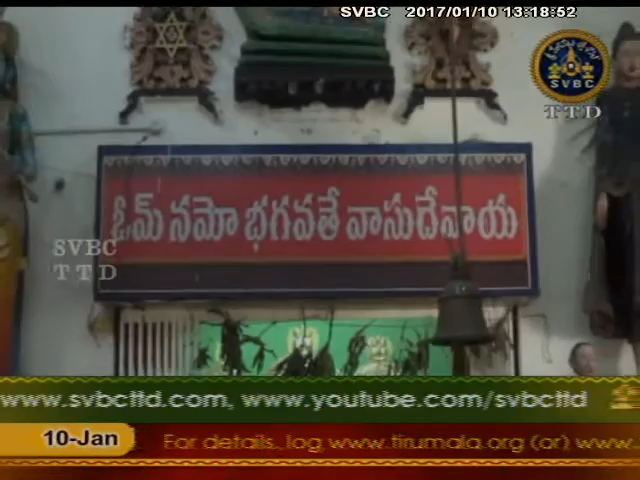 SVBC 2017/01/10 13:18:52
SVBC
TTD
ఓమ్ నమో భగవతే వాసుదేవాయ
SVBC
TTD
www.svbcttd.com, www.youtube.com/svbcttd
10-Jan For details, log www.tirumala.org (or) www.